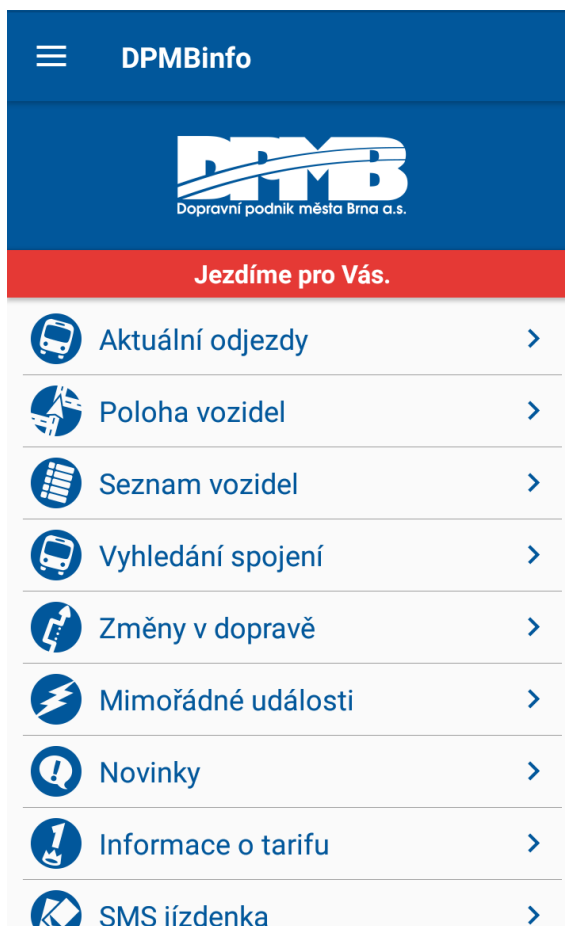 DPMBinfo
DPMB
Dopravní podnik města Brna a.s.
Jezdíme pro Vás.
Aktuální odjezdy
Poloha vozidel
Seznam vozidel
Vyhledání spojení
Změny v dopravě
Mimořádné události
Novinky
Informace o tarifu
SMS jízdenka